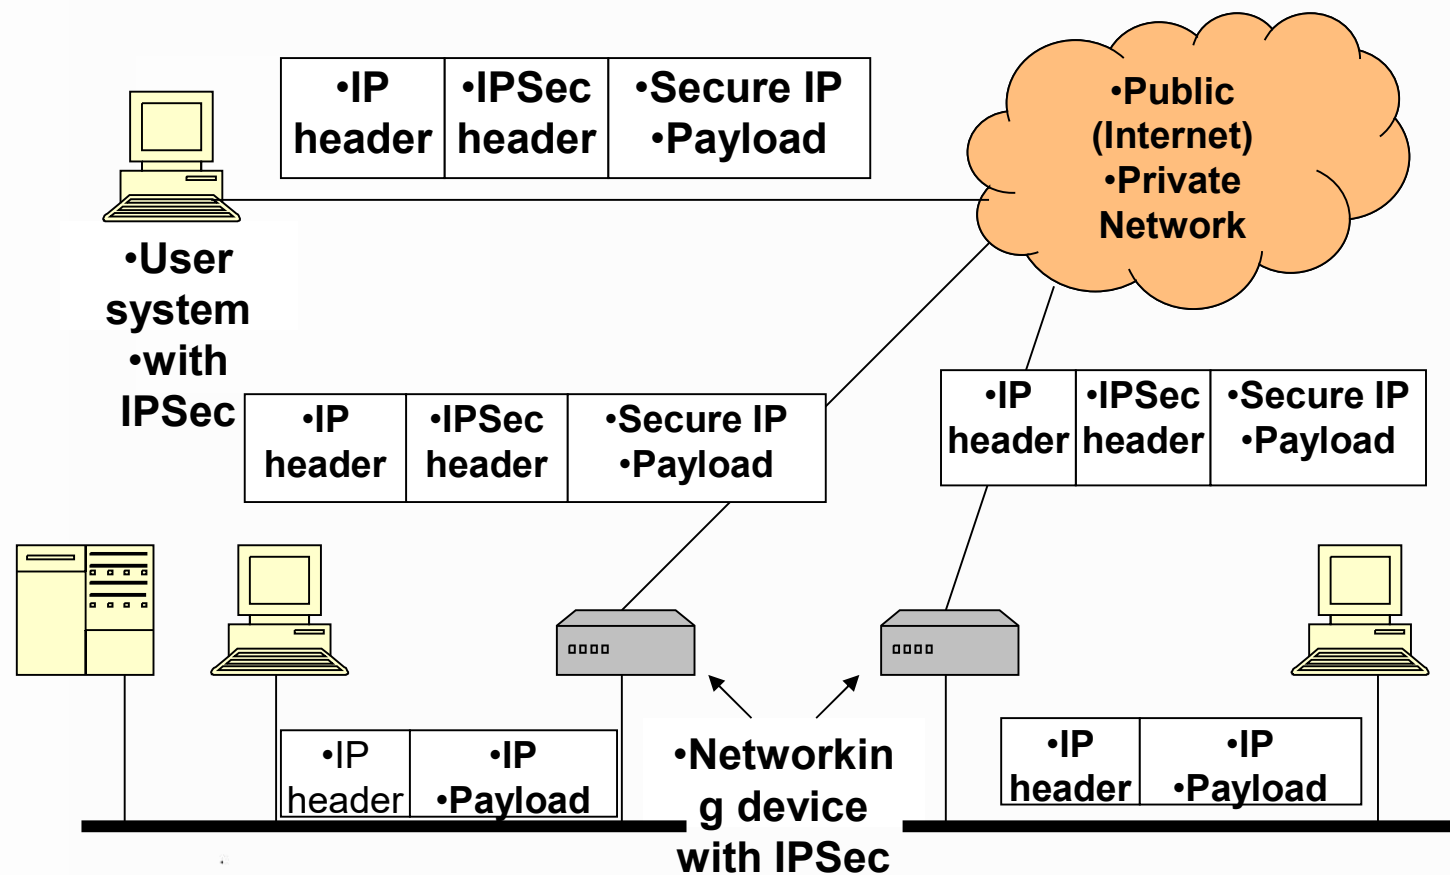 •IP
header
•IPSec
header
•Secure IP
•Payload
•Public
(Internet)
•Private
Network
•User
system
•with
IPSec
•IP
header
•IPSec
header
•Secure IP
•Payload
•IP
header
•IPSec
header
•Secure IP
•Payload
•IP
header
•IP
•Payload
•Networkin
g device
with IPSec
•IP
header
•IP
•Payload